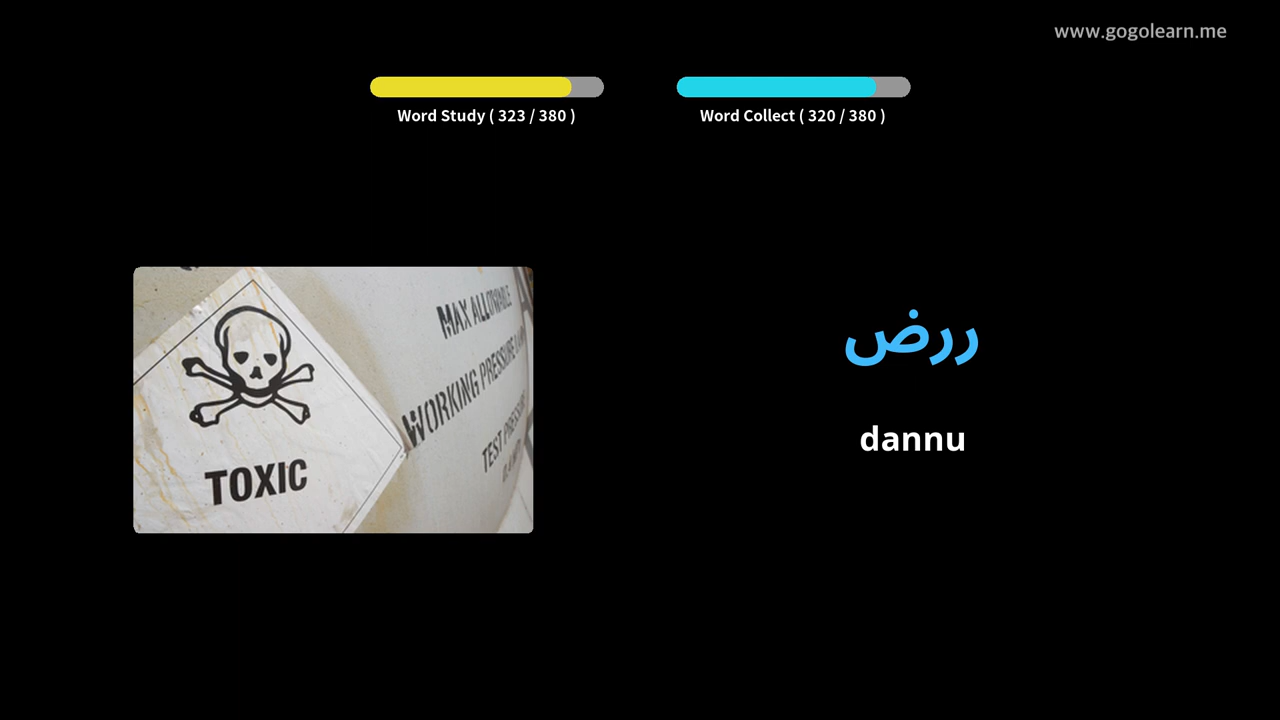 www.gogolearn.me
Word Study ( 323 / 380 )
Word Collect ( 320 / 380 )
MAX ALLOWABLE
WORKING PRESSURE
TEST PRESSURE
TOXIC
ررض
dannu